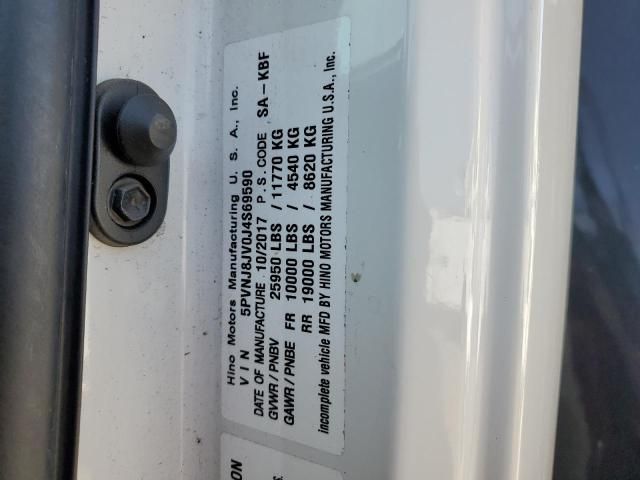 Hino Motors Manufacturing U. S. A., Inc.
VIN 5PVNJ8JV0J4S69590
DATE OF MANUFACTURE 10/2017 P.S.CODE SA-KBF
GVWR/PNBV 25950 LBS / 11770 KG
GAWR/PNBE FR 10000 LBS / 4540 KG
RR 19000 LBS / 8620 KG
incomplete vehicle MFD BY HINO MOTORS MANUFACTURING U.S.A., Inc.